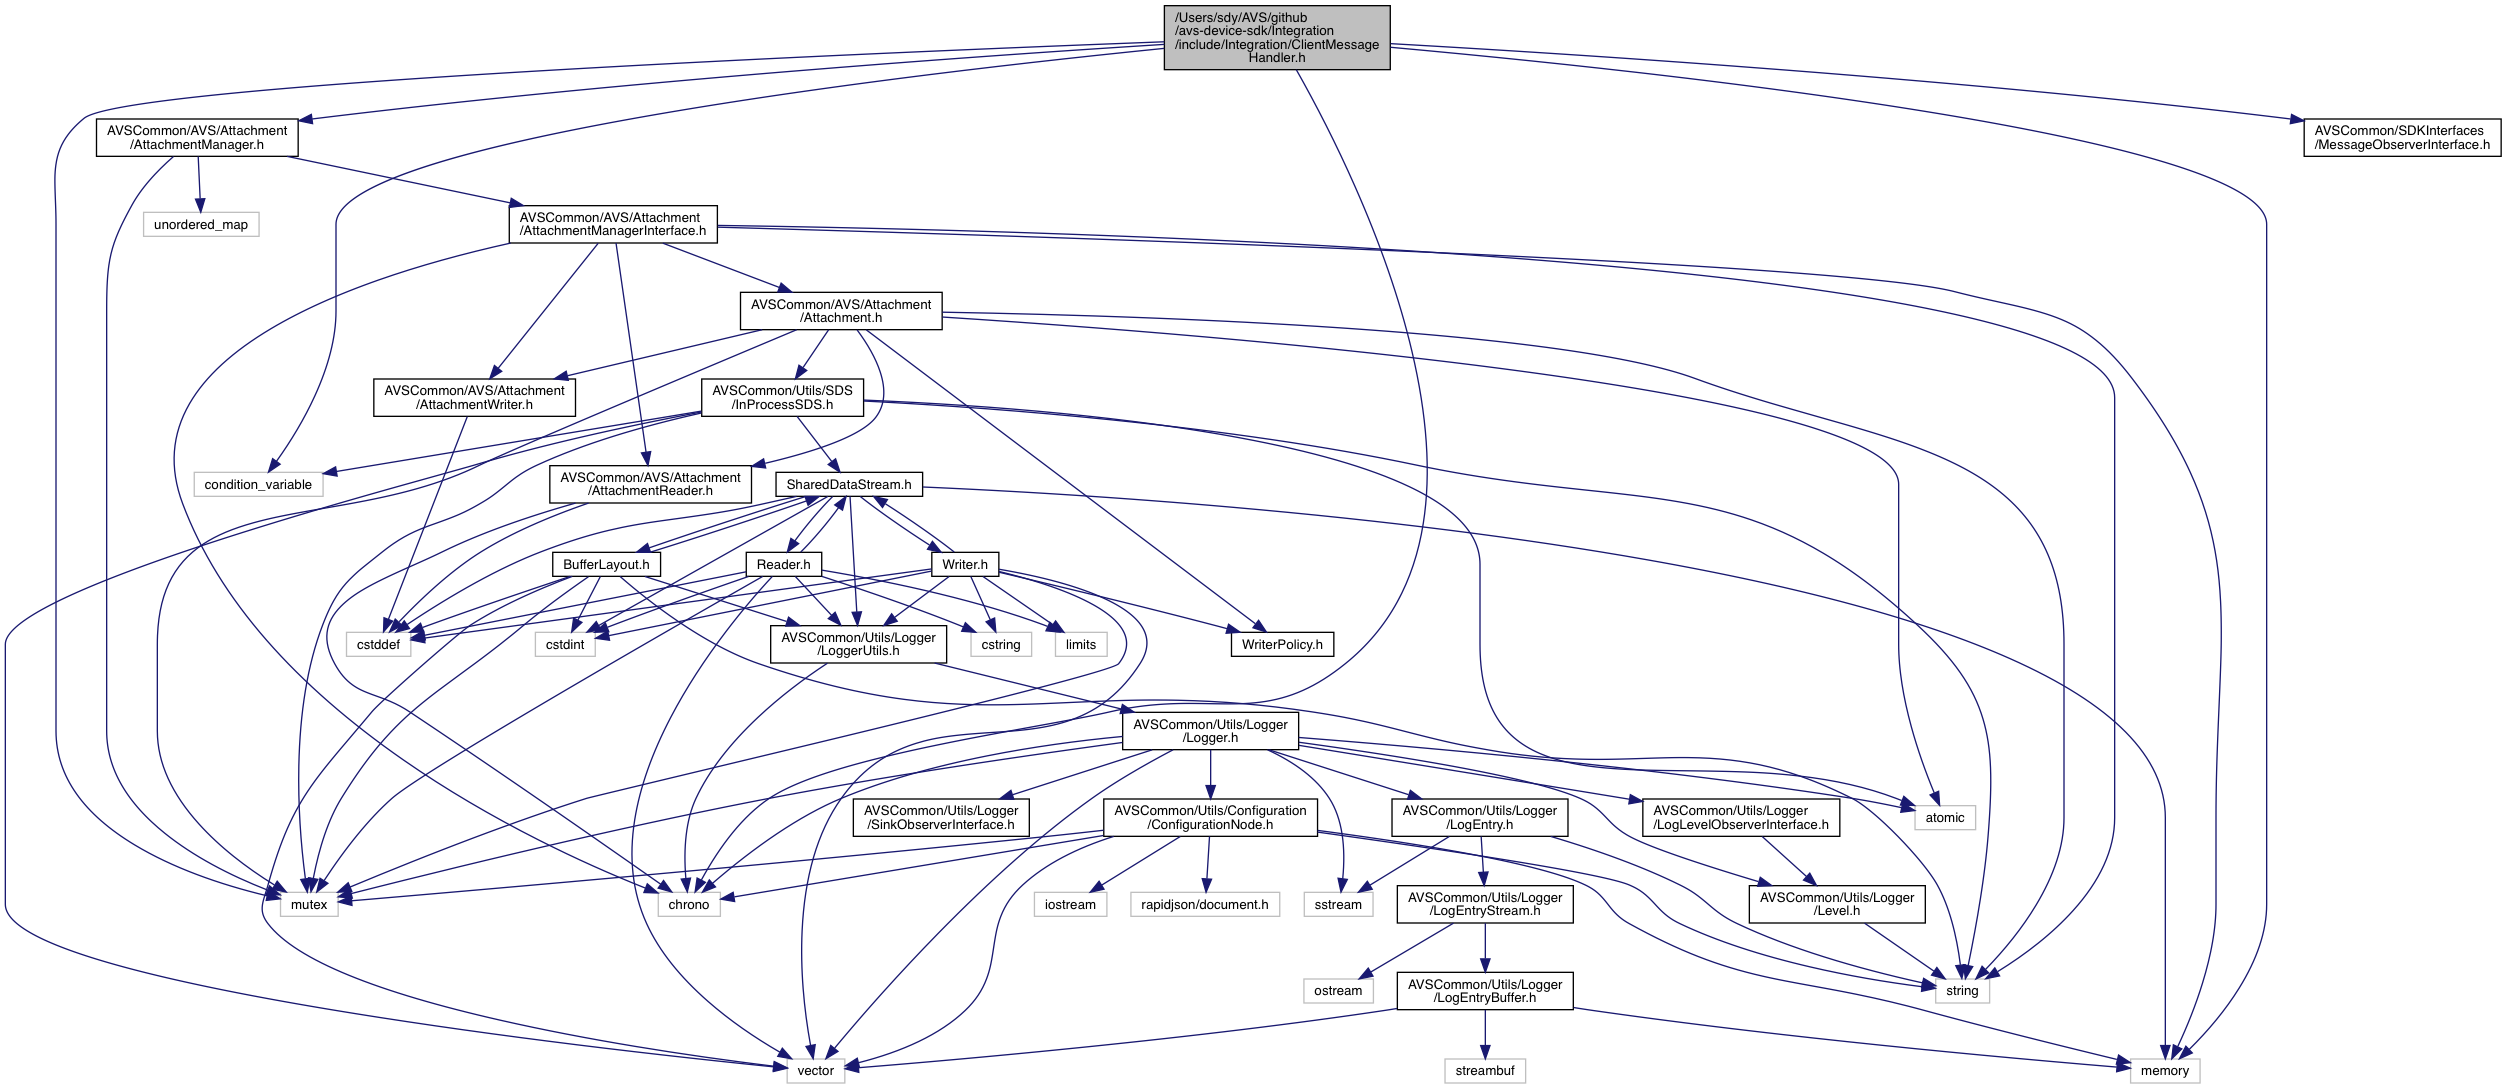 /Users/sdy/AVS/github
/avs-device-sdk/Integration
/include/Integration/ClientMessage
Handler.h
AVSCommon/AVS/Attachment
/AttachmentManager.h
AVSCommon/SDKInterfaces
/MessageObserverInterface.h
unordered_map
AVSCommon/AVS/Attachment
/AttachmentManagerInterface.h
AVSCommon/AVS/Attachment
/Attachment.h
AVSCommon/AVS/Attachment
/AttachmentWriter.h
AVSCommon/Utils/SDS
/InProcessSDS.h
condition_variable
AVSCommon/AVS/Attachment
/AttachmentReader.h
SharedDataStream.h
BufferLayout.h
Reader.h
Writer.h
cstddef
cstdint
AVSCommon/Utils/Logger
/LoggerUtils.h
cstring
limits
WriterPolicy.h
AVSCommon/Utils/Logger
/Logger.h
AVSCommon/Utils/Logger
/SinkObserverInterface.h
AVSCommon/Utils/Configuration
/ConfigurationNode.h
AVSCommon/Utils/Logger
/LogEntry.h
AVSCommon/Utils/Logger
/LogLevelObserverInterface.h
atomic
mutex
chrono
iostream
rapidjson/document.h
sstream
AVSCommon/Utils/Logger
/LogEntryStream.h
AVSCommon/Utils/Logger
/Level.h
ostream
AVSCommon/Utils/Logger
/LogEntryBuffer.h
string
vector
streambuf
memory